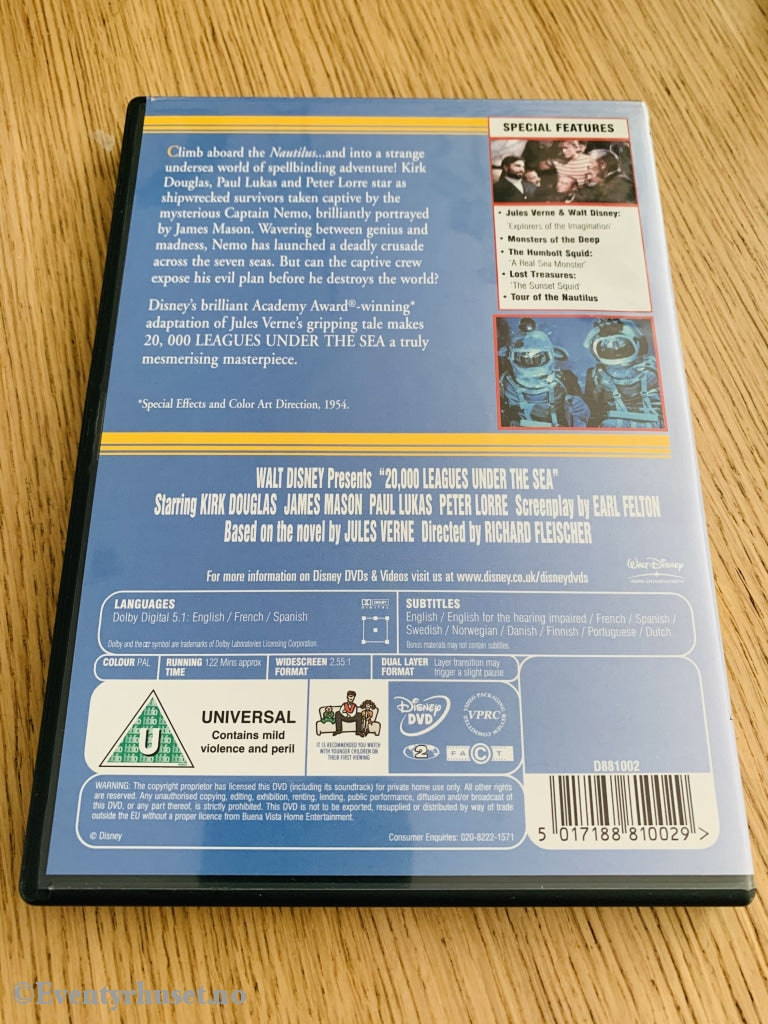 Climb aboard the Nautilus...and into a strange
undersea world of spellbinding adventure! Kirk
Douglas, Paul Lukas and Peter Lorre star as
shipwrecked survivors taken captive by the
mysterious Captain Nemo, brilliantly portrayed
by James Mason. Wavering between genius and
madness, Nemo has launched a deadly crusade
across the seven seas. But can the captive crew
expose his evil plan before he destroys the world?
Disney's brilliant Academy Award®-winning*
adaptation of Jules Verne's gripping tale makes
20, 000 LEAGUES UNDER THE SEA a truly
mesmerising masterpiece.
*Special Effects and Color Art Direction, 1954.
SPECIAL FEATURES
• Jules Verne & Walt Disney:
'Explorers of the Imagination'
• Monsters of the Deep
• The Humbolt Squid:
'A Real Sea Monster'
• Lost Treasures:
'The Sunset Squid'
• Tour of the Nautilus
WALT DISNEY Presents "20,000 LEAGUES UNDER THE SEA"
Starring KIRK DOUGLAS JAMES MASON PAUL LUKAS PETER LORRE Screenplay by EARL FELTON
Based on the novel by JULES VERNE Directed by RICHARD FLEISCHER
For more information on Disney DVDs & Videos visit us at www.disney.co.uk/disneydvds
WALT DISNEY
HOME ENTERTAINMENT
LANGUAGES
Dolby Digital 5.1: English / French / Spanish
Dolby and the DD symbol are trademarks of Dolby Laboratories Licensing Corporation.
DOLBY
DIGITAL
SUBTITLES
English / English for the hearing impaired / French / Spanish /
Swedish / Norwegian / Danish / Finnish / Portuguese / Dutch
Bonus materials may not contain subtitles.
COLOUR PAL
RUNNING TIME 122 Mins approx
WIDESCREEN FORMAT 2.55:1
DUAL LAYER FORMAT Layer transition may
trigger a slight pause
U
UNIVERSAL
Contains mild
violence and peril
IT IS RECOMMENDED YOU WATCH
WITH YOUNGER CHILDREN ON
THEIR FIRST VIEWING
Disney
DVD
VIDEO PACKAGING REVIEW COMMITTEE
VPRC
2
FACT
WARNING: The copyright proprietor has licensed this DVD (including its soundtrack) for private home use only. All other rights
are reserved. Any unauthorised copying, editing, exhibition, renting, lending, public performance, diffusion and/or broadcast of
this DVD, or any part thereof, is strictly prohibited. This DVD is not to be exported, resupplied or distributed by way of trade
outside the EU without a proper licence from Buena Vista Home Entertainment.
© Disney
Consumer Enquiries: 020-8222-1571
D881002
5 017188 810029 >
©Eventyrhuset.no